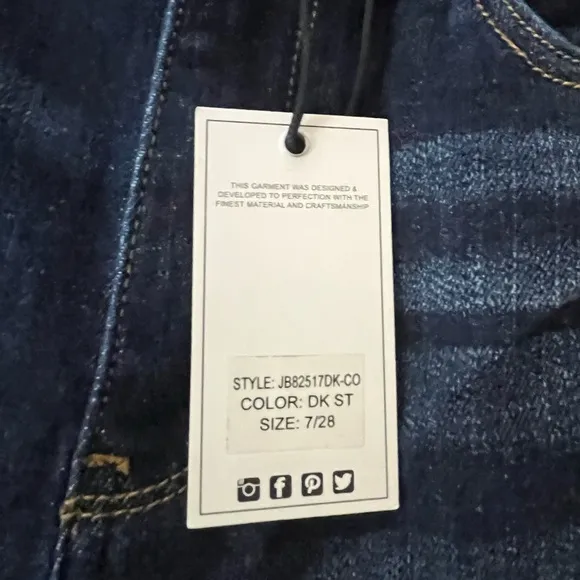 THIS GARMENT WAS DESIGNED &
DEVELOPED TO PERFECTION WITH THE
FINEST MATERIAL AND CRAFTSMANSHIP
STYLE: JB82517DK-CO
COLOR: DK ST
SIZE: 7/28